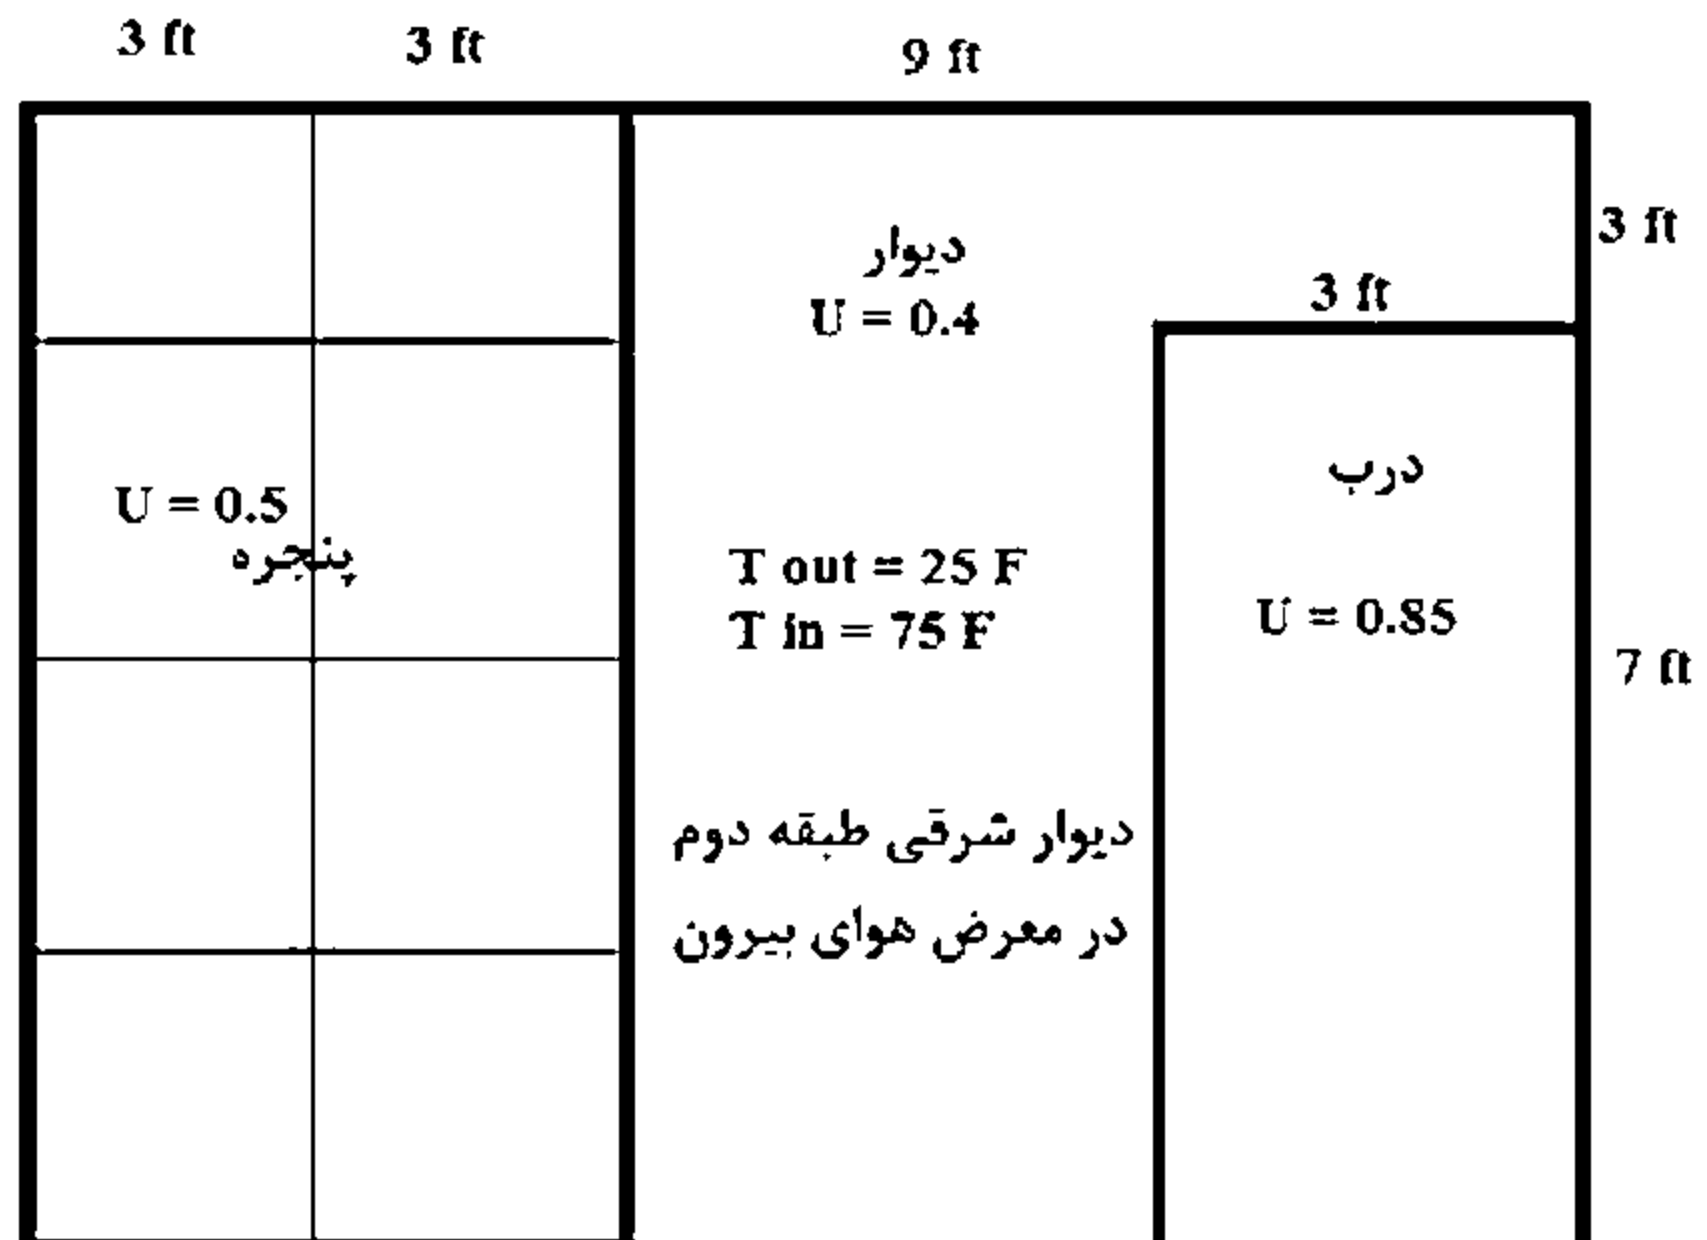 3 ft
3 ft
9 ft
3 ft
دیوار
U = 0.4
3 ft
درب
U = 0.5
پنجره
T out = 25 F
T in = 75 F
U = 0.85
7 ft
دیوار شرقی طبقه دوم
در معرض هوای بیرون